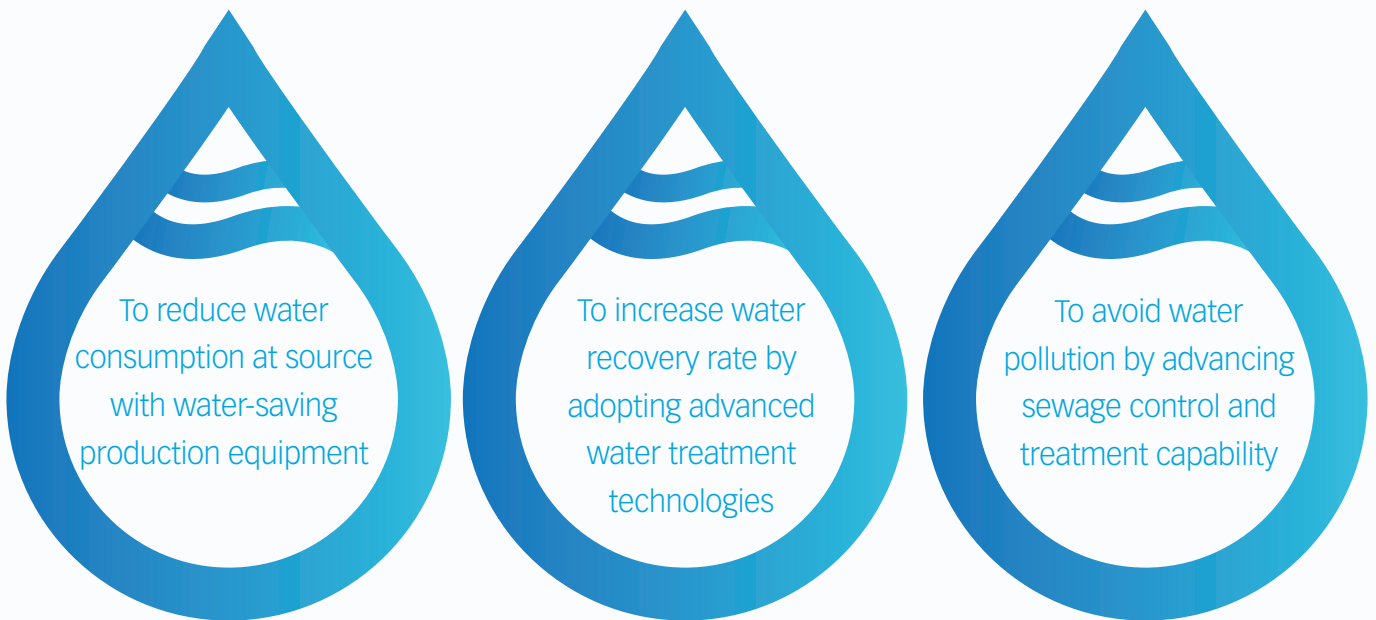 To reduce water
consumption at source
with water-saving
production equipment
To increase water
recovery rate by
adopting advanced
water treatment
technologies
To avoid water
pollution by advancing
sewage control and
treatment capability